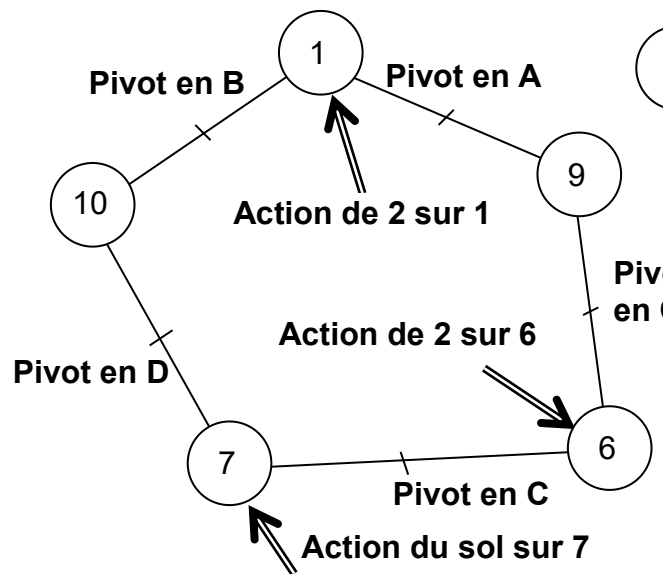 1
Pivot en B
Pivot en A
9
10
Action de 2 sur 1
en
Action de 2 sur 6
Pivot en D
6
7
Pivot en C
Action du sol sur 7